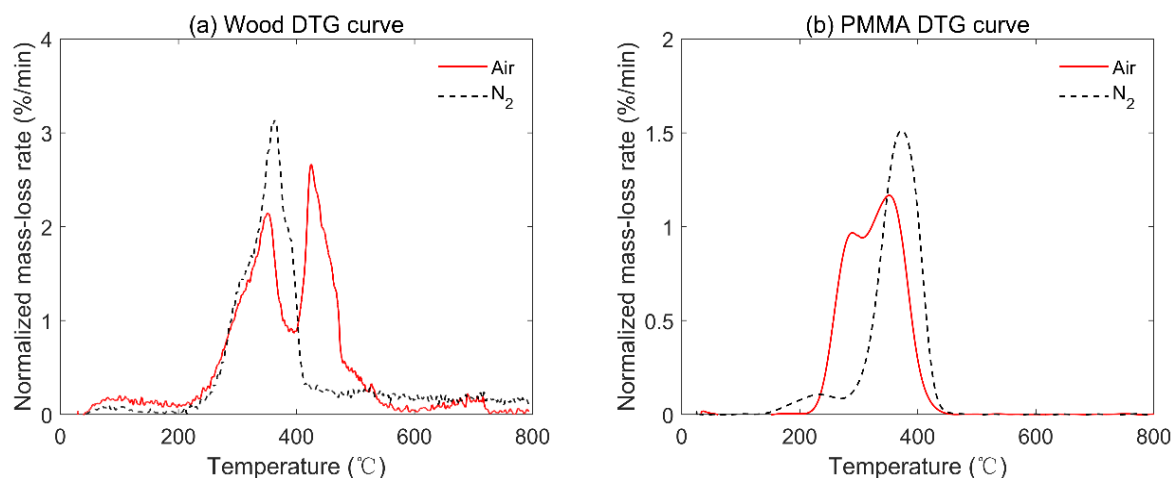 (a) Wood DTG curve
Normalized mass-loss rate (%/min)
4
3
2
1
0
Air
N₂
0 200 400 600 800
Temperature (℃)
(b) PMMA DTG curve
Normalized mass-loss rate (%/min)
2
1.5
1
0.5
0
Air
N₂
0 200 400 600 800
Temperature (℃)